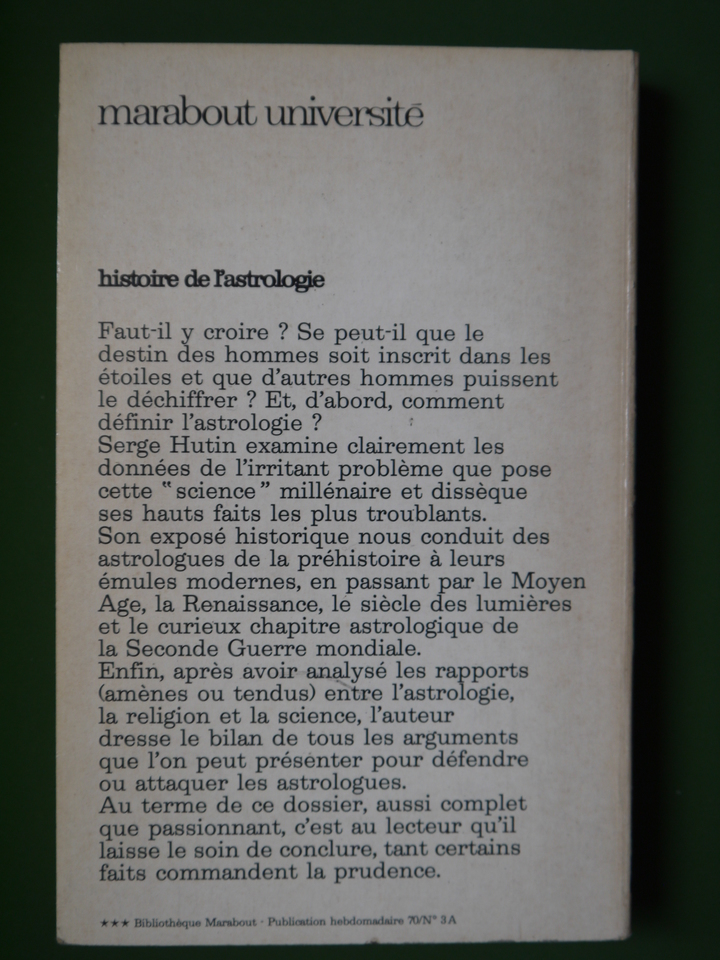 marabout université
histoire de l'astrologie
Faut-il y croire ? Se peut-il que le
destin des hommes soit inscrit dans les
étoiles et que d'autres hommes puissent
le déchiffrer ? Et, d'abord, comment
définir l'astrologie ?
Serge Hutin examine clairement les
données de l'irritant problème que pose
cette "science" millénaire et dissèque
ses hauts faits les plus troublants.
Son exposé historique nous conduit des
astrologues de la préhistoire à leurs
émules modernes, en passant par le Moyen
Age, la Renaissance, le siècle des lumières
et le curieux chapitre astrologique de
la Seconde Guerre mondiale.
Enfin, après avoir analysé les rapports
(amènes ou tendus) entre l'astrologie,
la religion et la science, l'auteur
dresse le bilan de tous les arguments
que l'on peut présenter pour défendre
ou attaquer les astrologues.
Au terme de ce dossier, aussi complet
que passionnant, c'est au lecteur qu'il
laisse le soin de conclure, tant certains
faits commandent la prudence.
★★★ Bibliothèque Marabout · Publication hebdomadaire 70/N° 3A